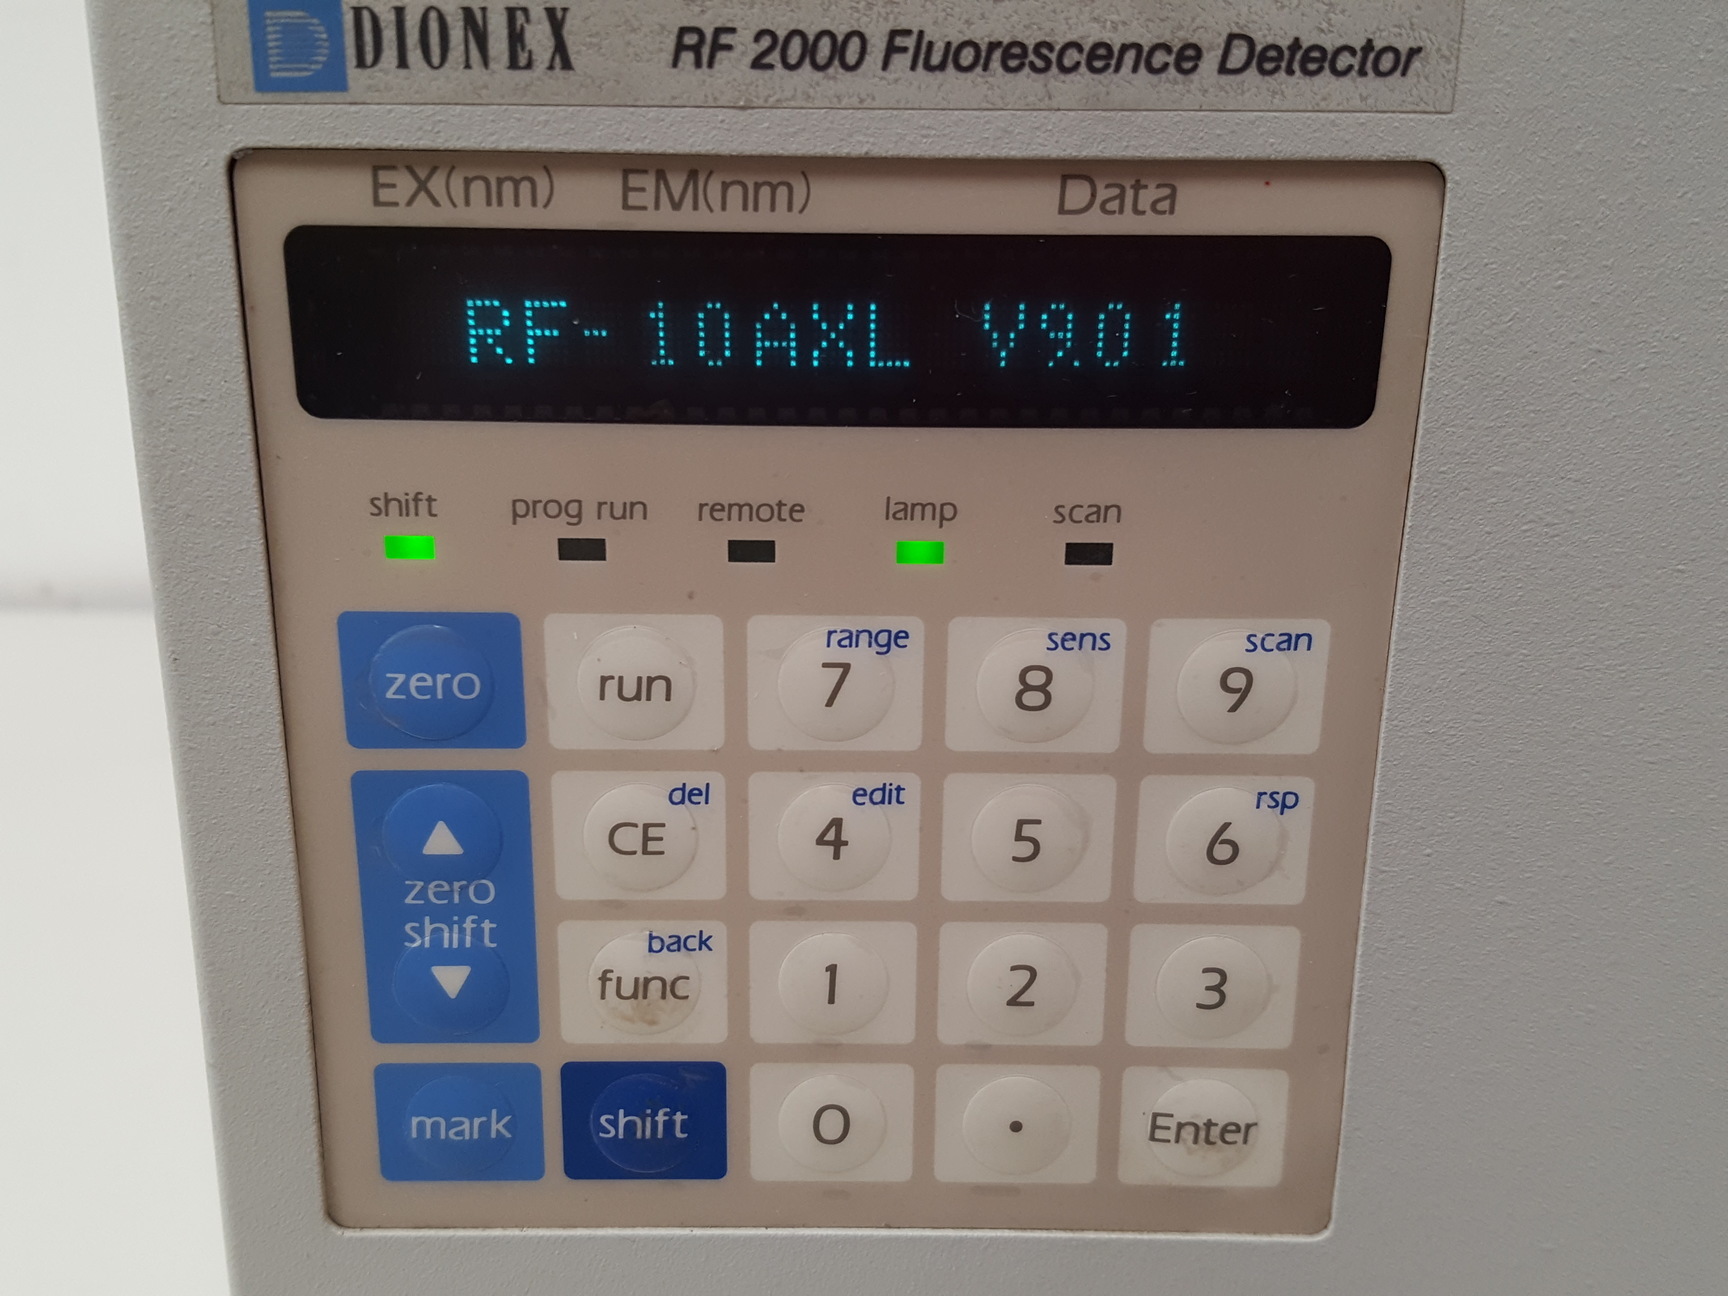 D DIONEX RF 2000 Fluorescence Detector
EX(nm) EM(nm) Data
RF-10AXL V9.01
shift prog run remote lamp scan
zero run range 7 sens 8 scan 9
del CE edit 4 5 rsp 6
zero
shift
back func 1 2 3
mark shift 0 . Enter